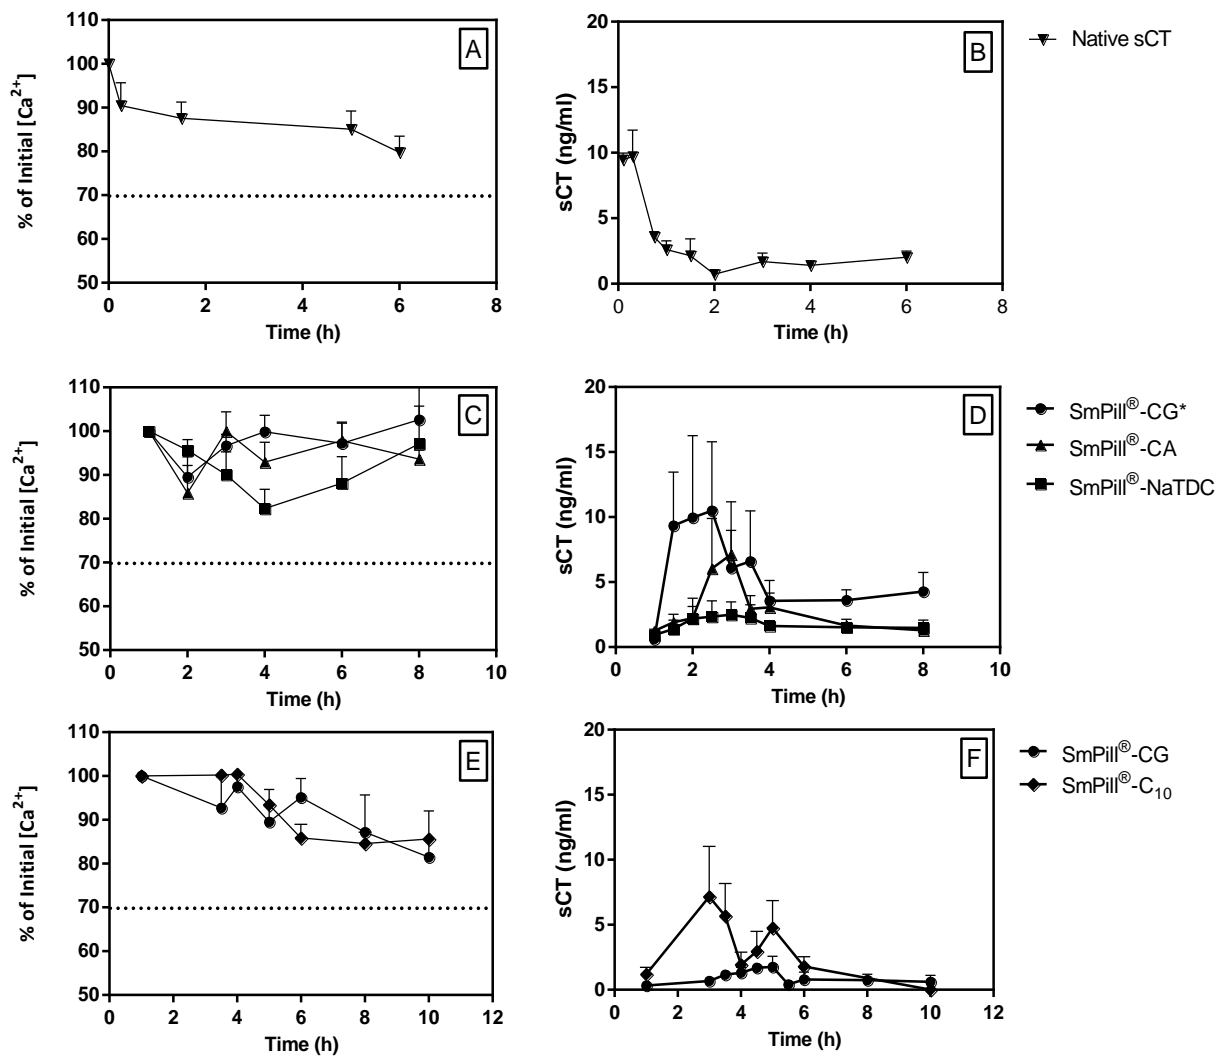 110
100
90
80
70
60
50
% of Initial [Ca²⁺]
0 2 4 6 8
Time (h)
A
20
15
10
5
0
sCT (ng/ml)
0 2 4 6 8
Time (h)
B
Native sCT
110
100
90
80
70
60
50
% of Initial [Ca²⁺]
0 2 4 6 8 10
Time (h)
C
20
15
10
5
0
sCT (ng/ml)
0 2 4 6 8 10
Time (h)
D
SmPill®-CG*
SmPill®-CA
SmPill®-NaTDC
110
100
90
80
70
60
50
% of Initial [Ca²⁺]
0 2 4 6 8 10 12
Time (h)
E
20
15
10
5
0
sCT (ng/ml)
0 2 4 6 8 10 12
Time (h)
F
SmPill®-CG
SmPill®-C₁₀